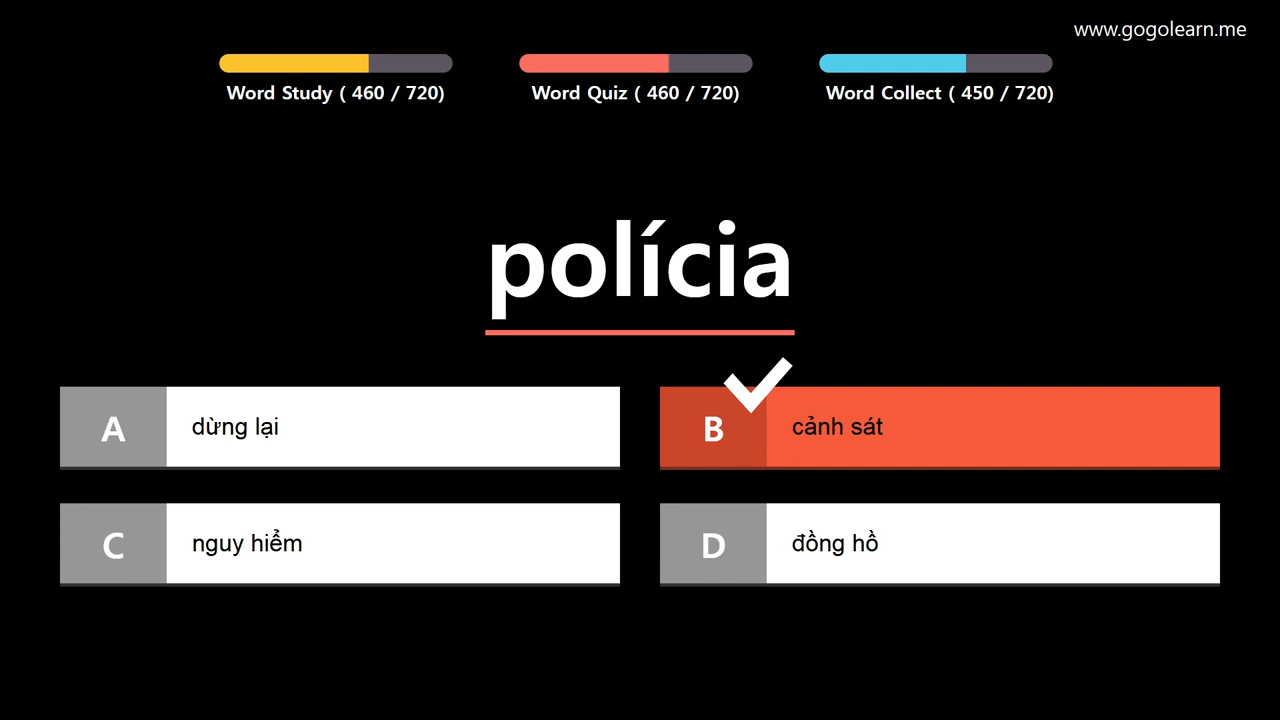 www.gogolearn.me
Word Study ( 460 / 720)
Word Quiz ( 460 / 720)
Word Collect ( 450 / 720)
polícia
A dừng lại
B cảnh sát
C nguy hiểm
D đồng hồ